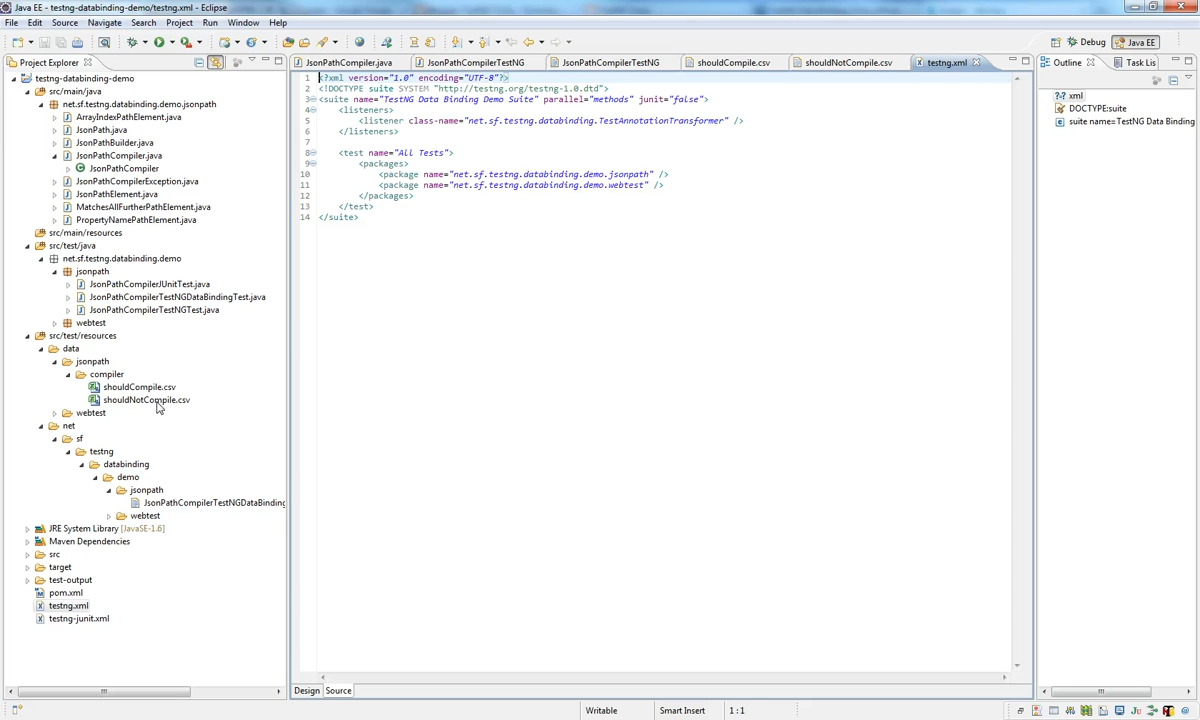 Java EE - testng-databinding-demo/testng.xml - Eclipse
File Edit Source Navigate Search Project Run Window Help
Debug Java EE
Project Explorer
testng-databinding-demo
src/main/java
net.sf.testng.databinding.demo.jsonpath
ArrayIndexPathElement.java
JsonPath.java
JsonPathBuilder.java
JsonPathCompiler.java
JsonPathCompiler
JsonPathCompilerException.java
JsonPathElement.java
MatchesAllFurtherPathElement.java
PropertyNamePathElement.java
src/main/resources
src/test/java
net.sf.testng.databinding.demo
jsonpath
JsonPathCompilerJUnitTest.java
JsonPathCompilerTestNGDataBindingTest.java
JsonPathCompilerTestNGTest.java
webtest
src/test/resources
data
jsonpath
compiler
shouldCompile.csv
shouldNotCompile.csv
webtest
net
sf
testng
databinding
demo
jsonpath
JsonPathCompilerTestNGDataBinding
webtest
JRE System Library [JavaSE-1.6]
Maven Dependencies
src
target
test-output
pom.xml
testng.xml
testng-junit.xml
JsonPathCompiler.java JsonPathCompilerTestNG JsonPathCompilerTestNG shouldCompile.csv shouldNotCompile.csv testng.xml
1 <?xml version="1.0" encoding="UTF-8"?>
2 <!DOCTYPE suite SYSTEM "http://testng.org/testng-1.0.dtd">
3 <suite name="TestNG Data Binding Demo Suite" parallel="methods" junit="false">
4 <listeners>
5 <listener class-name="net.sf.testng.databinding.TestAnnotationTransformer" />
6 </listeners>
7
8 <test name="All Tests">
9 <packages>
10 <package name="net.sf.testng.databinding.demo.jsonpath" />
11 <package name="net.sf.testng.databinding.demo.webtest" />
12 </packages>
13 </test>
14 </suite>
Design Source
Outline Task Lis
?-? xml
DOCTYPE:suite
suite name=TestNG Data Binding
Writable Smart Insert 1 : 1